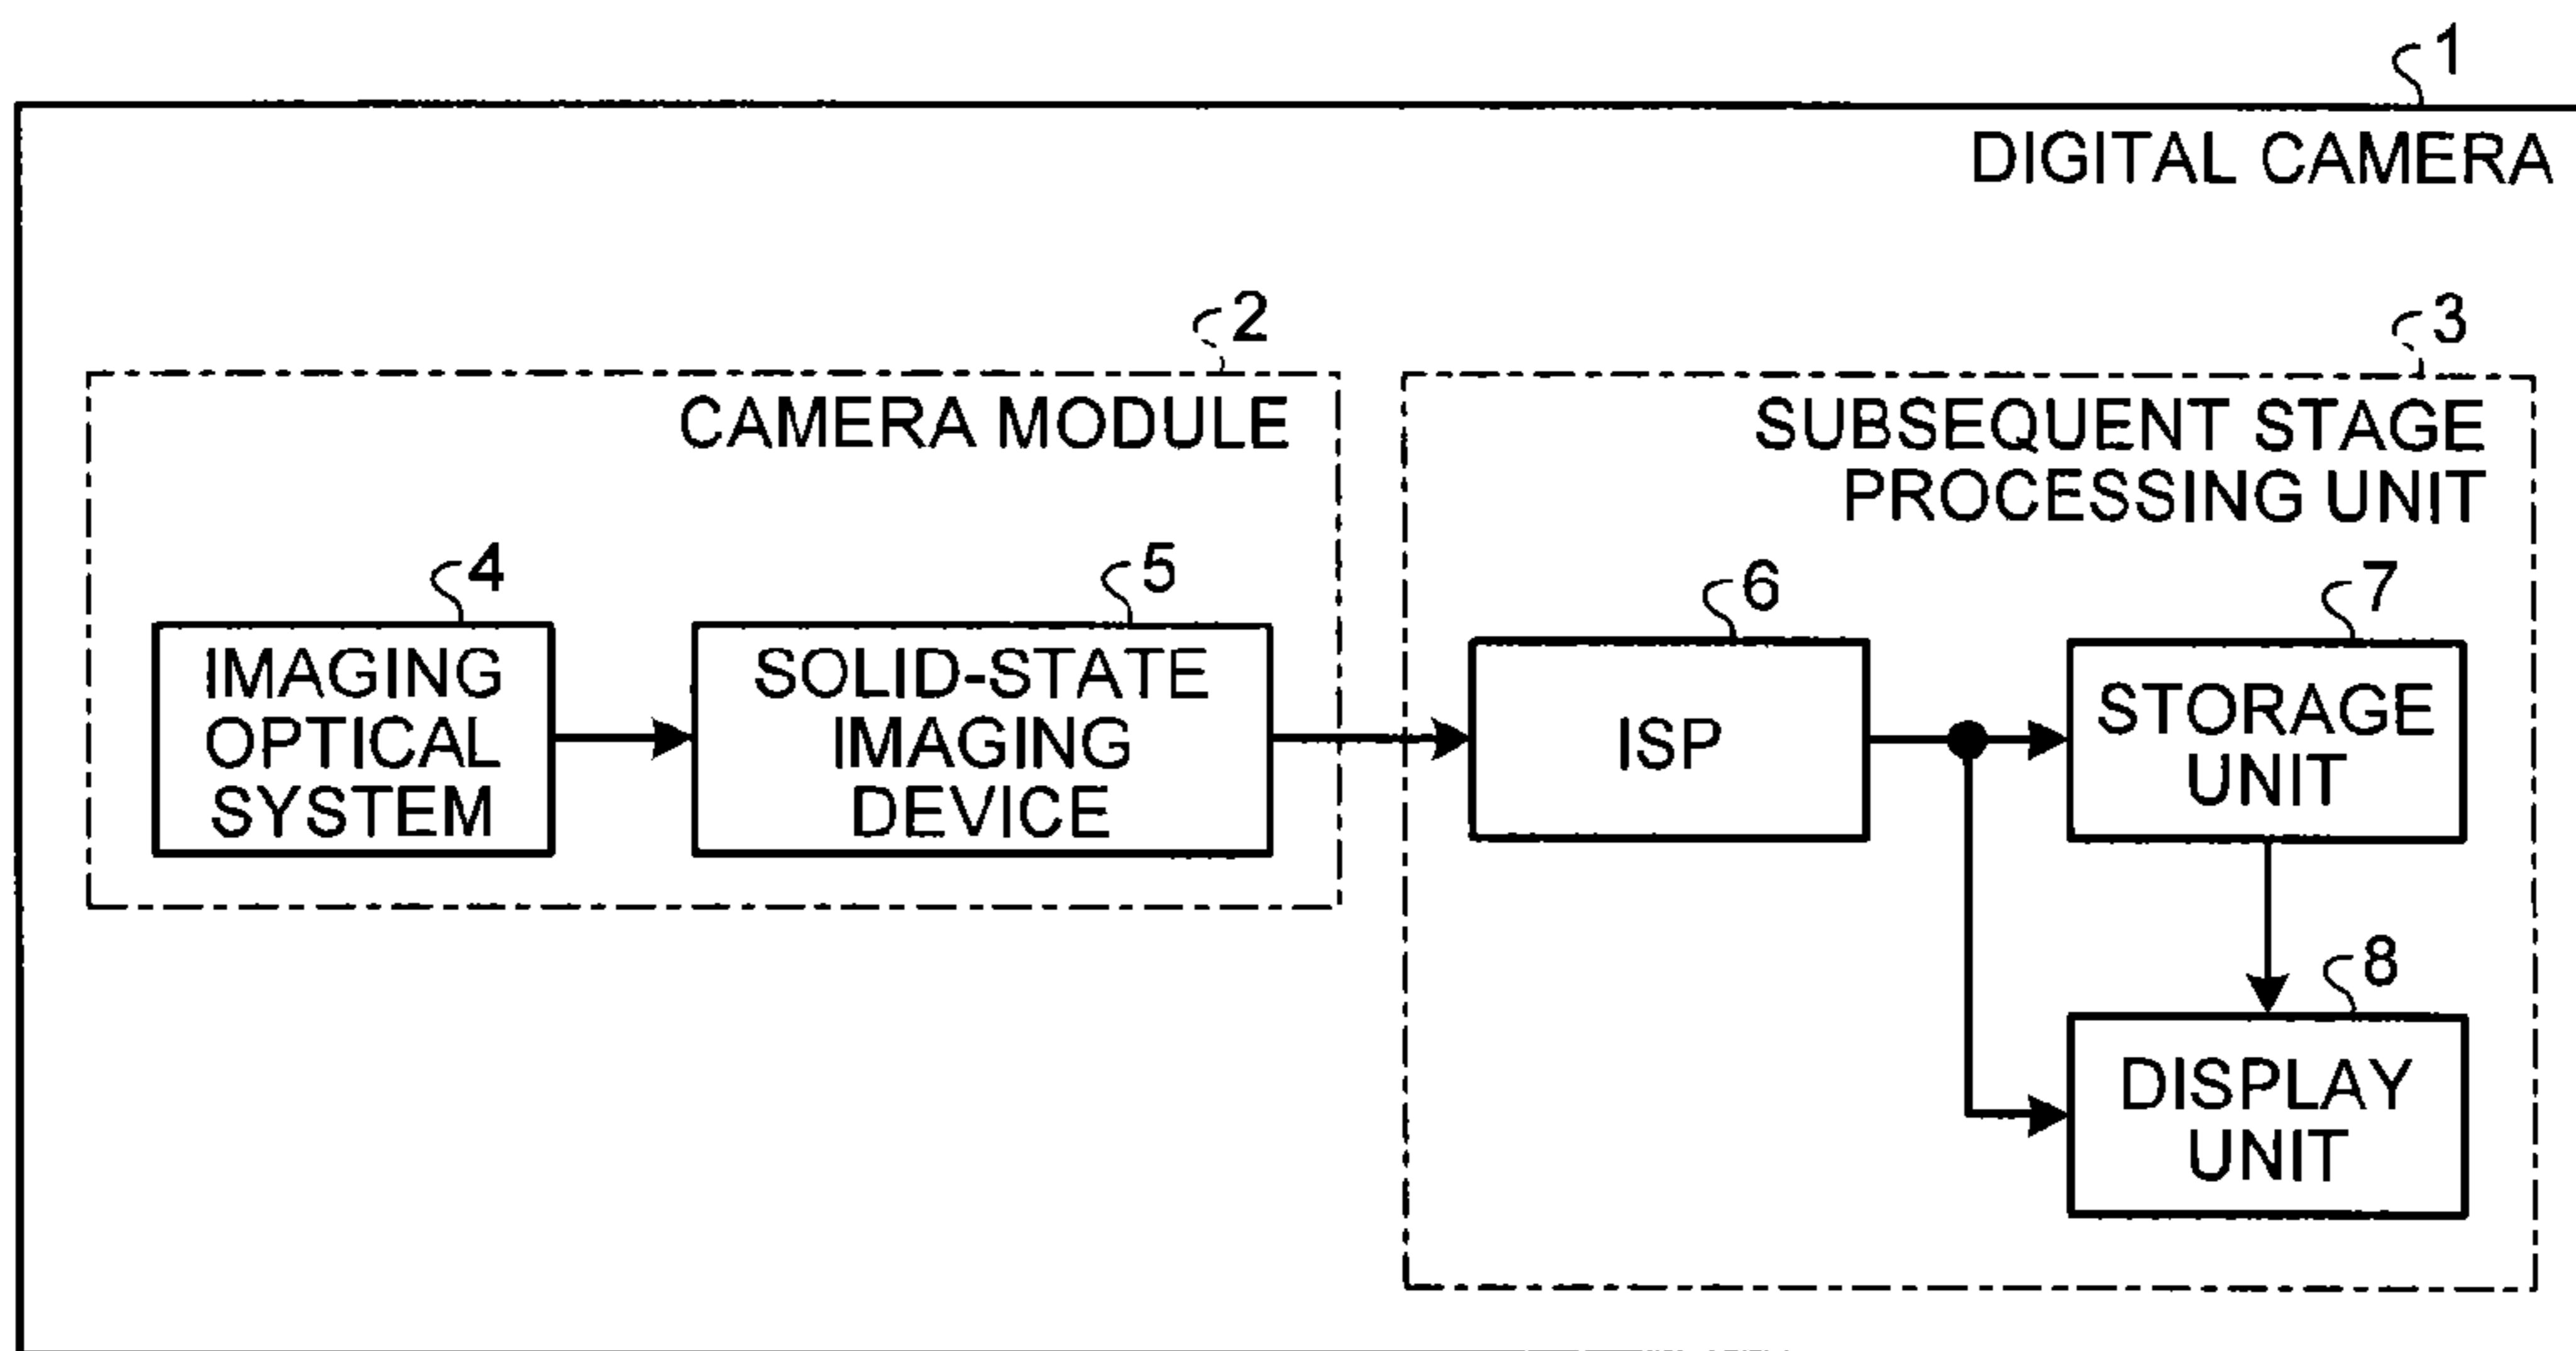 1
DIGITAL CAMERA
2
CAMERA MODULE
4
IMAGING
OPTICAL
SYSTEM
5
SOLID-STATE
IMAGING
DEVICE
3
SUBSEQUENT STAGE
PROCESSING UNIT
6
ISP
7
STORAGE
UNIT
8
DISPLAY
UNIT